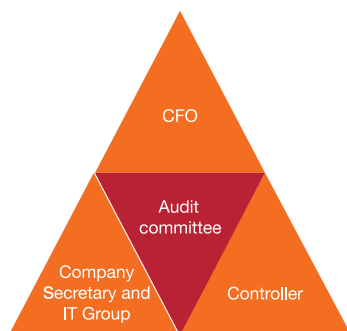 CFO
Audit
committee
Company
Secretary and
IT Group
Controller